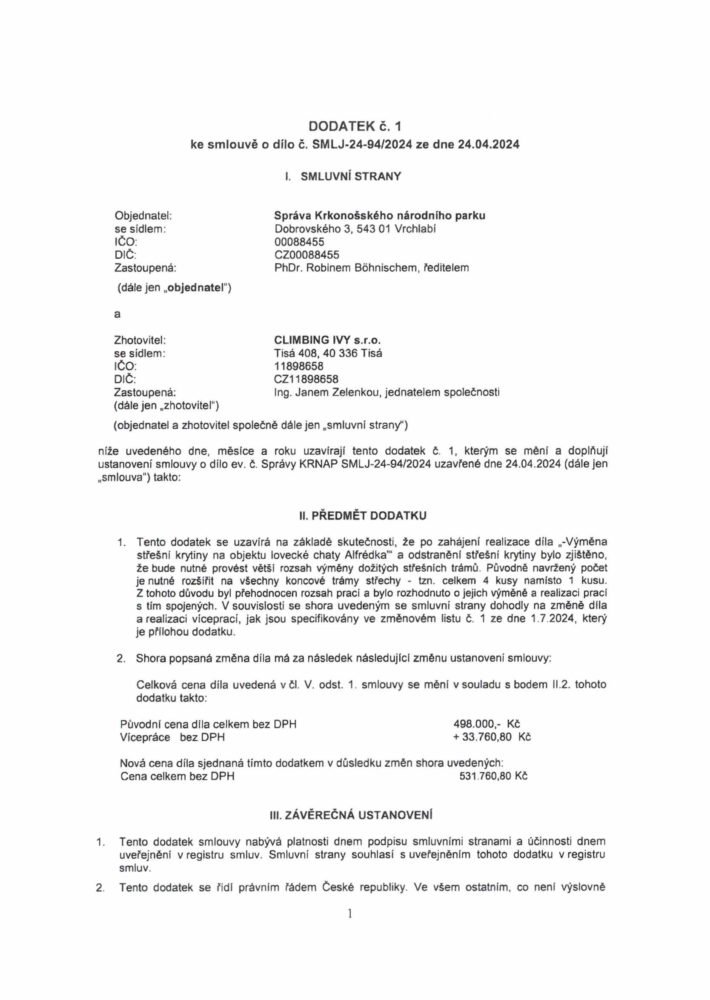 DODATEK č. 1
ke smlouvě o dílo č. SMLJ-24-94/2024 ze dne 24.04.2024
I. SMLUVNÍ STRANY
Objednatel: Správa Krkonošského národního parku
se sídlem: Dobrovského 3, 543 01 Vrchlabí
IČO: 00088455
DIČ: CZ00088455
Zastoupená: PhDr. Robinem Böhnischem, ředitelem
(dále jen „objednatel")
a
Zhotovitel: CLIMBING IVY s.r.o.
se sídlem: Tisá 408, 40 336 Tisá
IČO: 11898658
DIČ: CZ11898658
Zastoupená: Ing. Janem Zelenkou, jednatelem společnosti
(dále jen „zhotovitel")
(objednatel a zhotovitel společně dále jen „smluvní strany")
níže uvedeného dne, měsíce a roku uzavírají tento dodatek č. 1, kterým se mění a doplňují
ustanovení smlouvy o dílo ev. č. Správy KRNAP SMLJ-24-94/2024 uzavřené dne 24.04.2024 (dále jen
„smlouva") takto:
II. PŘEDMĚT DODATKU
1. Tento dodatek se uzavírá na základě skutečnosti, že po zahájení realizace díla „-Výměna
střešní krytiny na objektu lovecké chaty Alfrédka'" a odstranění střešní krytiny bylo zjištěno,
že bude nutné provést větší rozsah výměny dožitých střešních trámů. Původně navržený počet
je nutné rozšířit na všechny koncové trámy střechy - tzn. celkem 4 kusy namísto 1 kusu.
Z tohoto důvodu byl přehodnocen rozsah prací a bylo rozhodnuto o jejich výměně a realizaci prací
s tím spojených. V souvislosti se shora uvedeným se smluvní strany dohodly na změně díla
a realizaci víceprací, jak jsou specifikovány ve změnovém listu č. 1 ze dne 1.7.2024, který
je přílohou dodatku.
2. Shora popsaná změna díla má za následek následující změnu ustanovení smlouvy:
Celková cena díla uvedená v čl. V. odst. 1. smlouvy se mění v souladu s bodem II.2. tohoto
dodatku takto:
Původní cena díla celkem bez DPH 498.000,- Kč
Vícepráce bez DPH + 33.760,80 Kč
Nová cena díla sjednaná tímto dodatkem v důsledku změn shora uvedených:
Cena celkem bez DPH 531.760,80 Kč
III. ZÁVĚREČNÁ USTANOVENÍ
1. Tento dodatek smlouvy nabývá platnosti dnem podpisu smluvními stranami a účinnosti dnem
uveřejnění v registru smluv. Smluvní strany souhlasí s uveřejněním tohoto dodatku v registru
smluv.
2. Tento dodatek se řídí právním řádem České republiky. Ve všem ostatním, co není výslovně
1